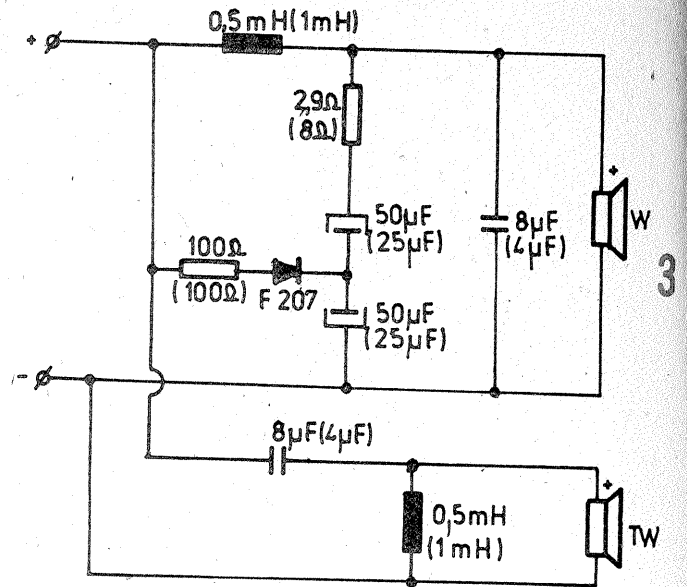 0,5mH(1mH)
+
2,9Ω
(8Ω)
+
50µF
(25µF)
8µF
(4µF)
W
3
100Ω
(100Ω)
F 207
50µF
(25µF)
-
8µF(4µF)
+
0,5mH
(1mH)
TW